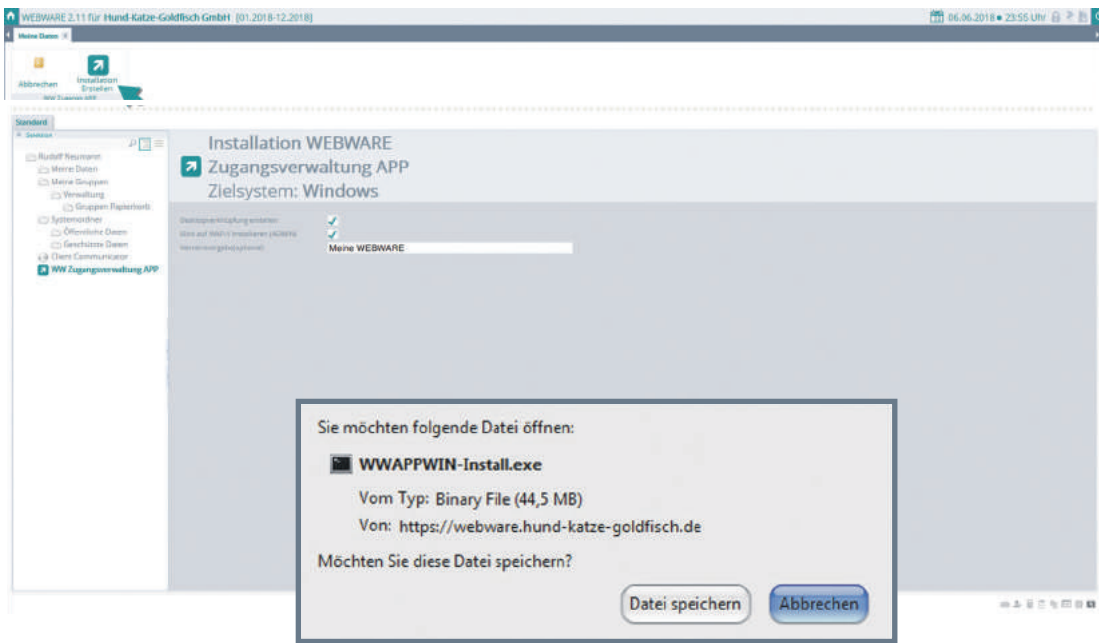 WEBWARE 2.11 für Hund-Katze-Goldfisch GmbH (01.2018-12.2018)
06.06.2018 ● 23:55 Uhr
Meine Daten
Abbrechen
Installation Erstellen
Standard
Rudolf Neumann
Meine Daten
Meine Gruppen
Verwaltung
Gruppen Papierkorb
Systemordner
Öffentliche Daten
Geschützte Daten
Client Communicator
WW Zugangsverwaltung APP
Installation WEBWARE
Zugangsverwaltung APP
Zielsystem: Windows
Meine WEBWARE
Sie möchten folgende Datei öffnen:
WWAPPWIN-Install.exe
Vom Typ: Binary File (44,5 MB)
Von: https://webware.hund-katze-goldfisch.de
Möchten Sie diese Datei speichern?
Datei speichern
Abbrechen